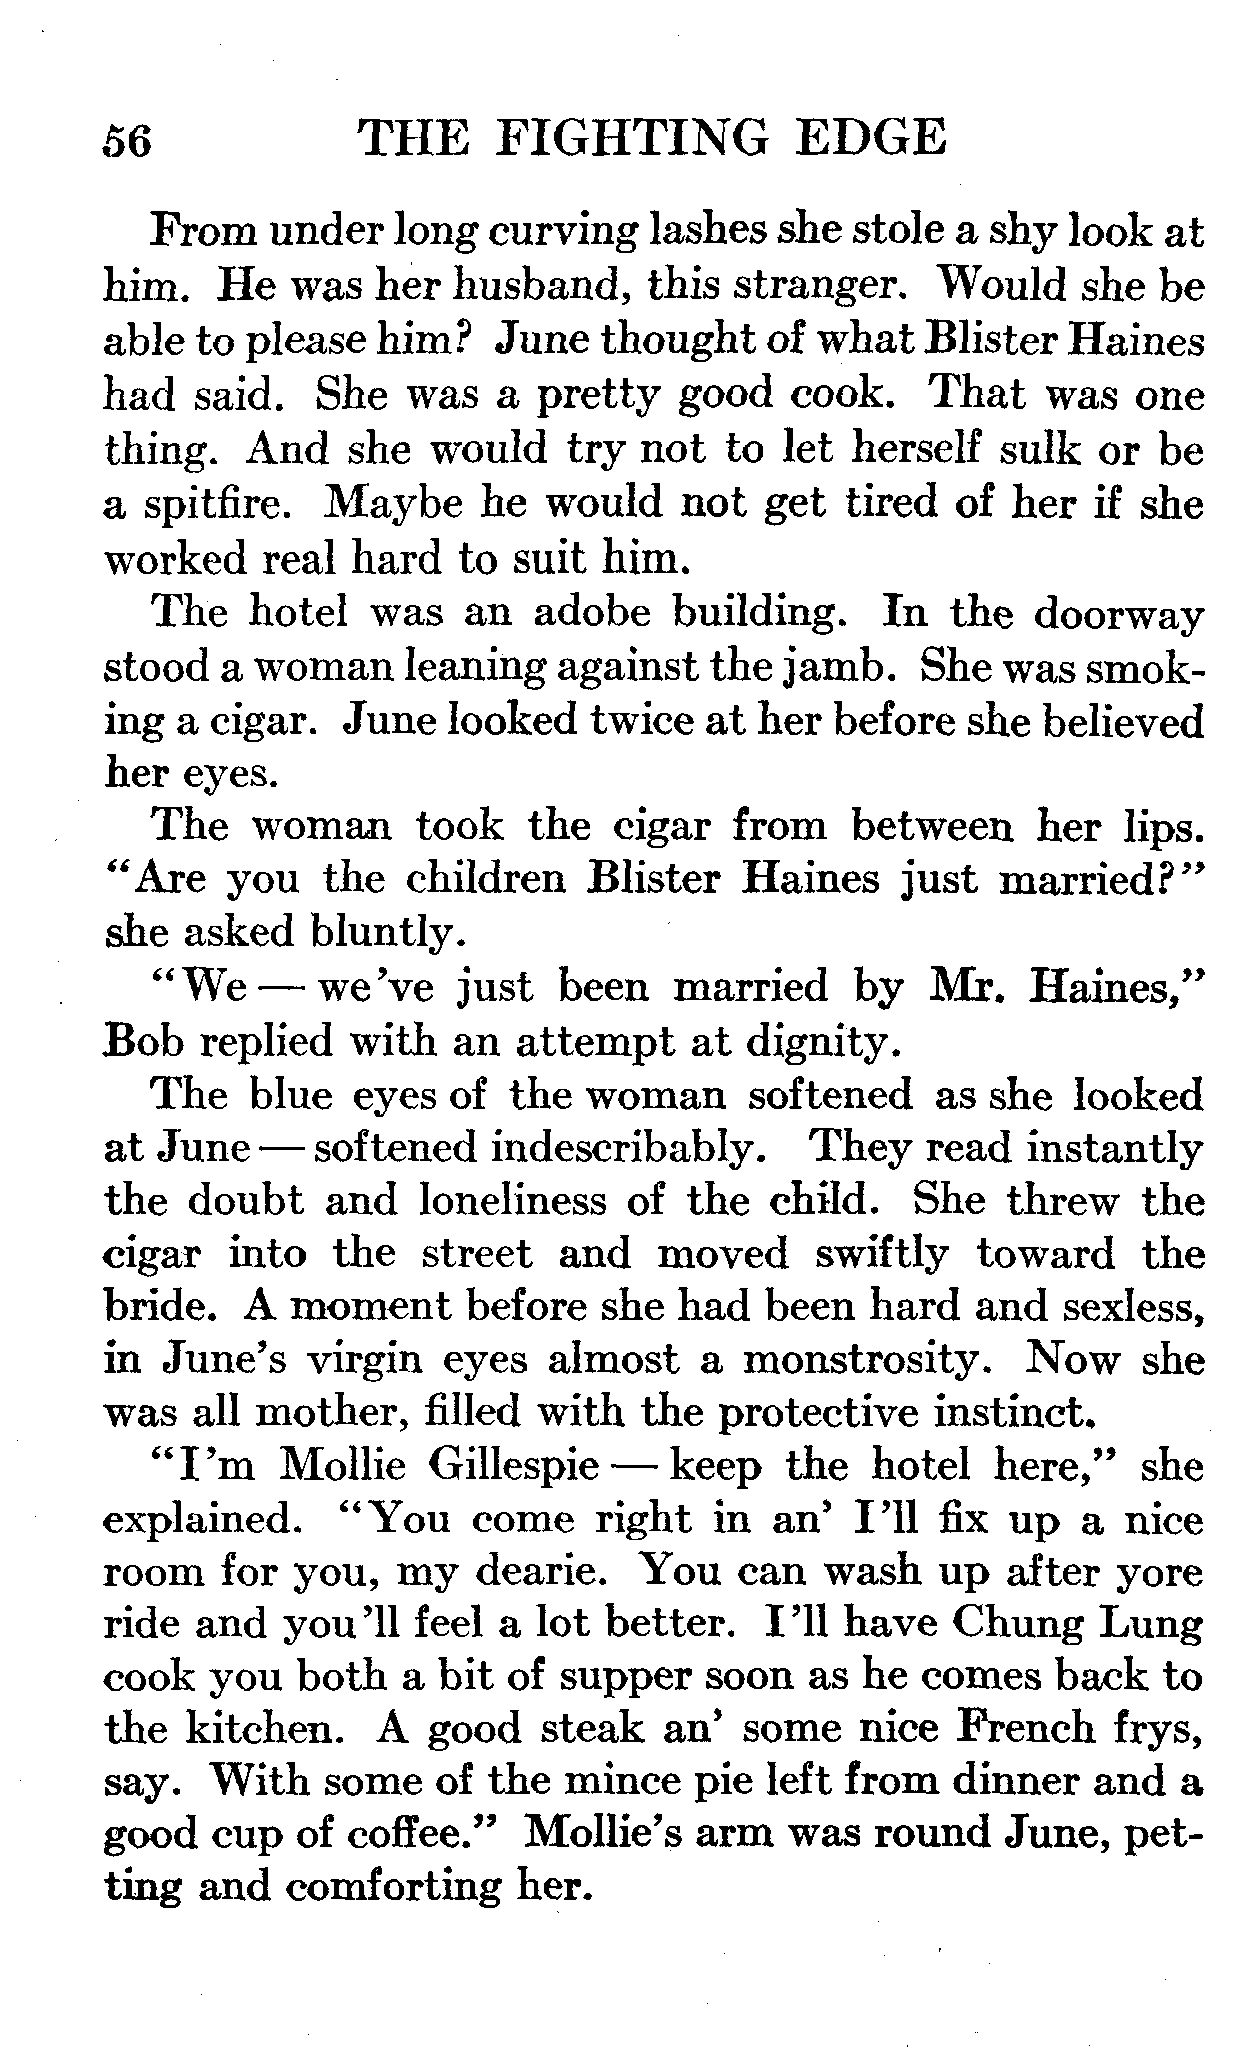 56 THE FIGHTING EDGE
From under long curving lashes she stole a shy look at
him. He was her husband, this stranger. Would she be
able to please him? June thought of what Blister Haines
had said. She was a pretty good cook. That was one
thing. And she would try not to let herself sulk or be
a spitfire. Maybe he would not get tired of her if she
worked real hard to suit him.
The hotel was an adobe building. In the doorway
stood a woman leaning against the jamb. She was smok-
ing a cigar. June looked twice at her before she believed
her eyes.
The woman took the cigar from between her lips.
“Are you the children Blister Haines just married?”
she asked bluntly.
“We — we've just been married by Mr. Haines,”
Bob replied with an attempt at dignity.
The blue eyes of the woman softened as she looked
at June — softened indescribably. They read instantly
the doubt and loneliness of the child. She threw the
cigar into the street and moved swiftly toward the
bride. A moment before she had been hard and sexless,
in June's virgin eyes almost a monstrosity. Now she
was all mother, filled with the protective instinct.
“I'm Mollie Gillespie — keep the hotel here,” she
explained. “You come right in an' I'll fix up a nice
room for you, my dearie. You can wash up after yore
ride and you'll feel a lot better. I'll have Chung Lung
cook you both a bit of supper soon as he comes back to
the kitchen. A good steak an' some nice French frys,
say. With some of the mince pie left from dinner and a
good cup of coffee.” Mollie's arm was round June, pet-
ting and comforting her.